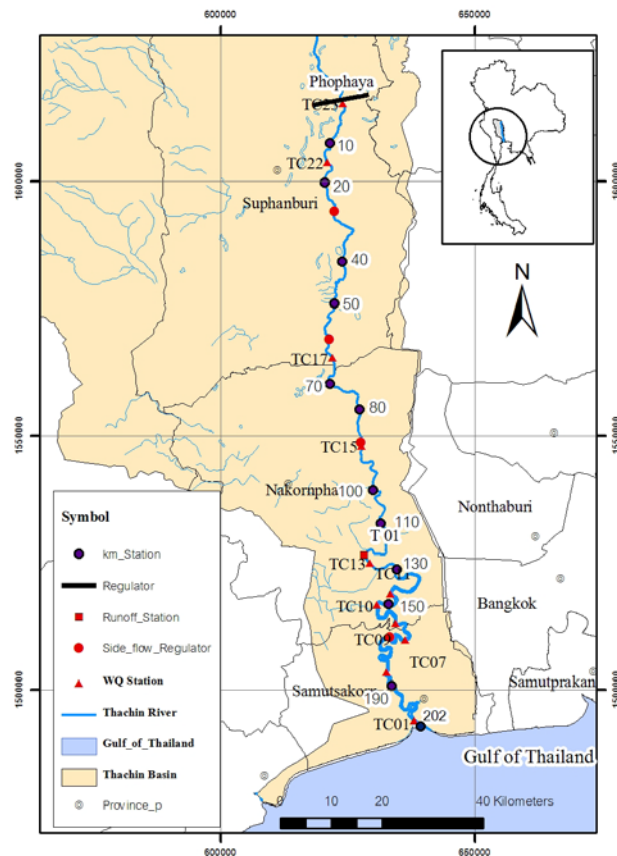 600000 650000
Phophaya
TC23
10
TC22
20
Suphanburi
1600000
1600000
40
50
N
TC17
70
80
1550000
1550000
TC15
Nakornpha
100
110
T 01
Nonthaburi
TC13
130
TC10
150
Bangkok
TC09
TC07
Samutsakorn
190
Samutprakan
1500000
1500000
TC01
202
Gulf of Thailand
Symbol
km_Station
Regulator
Runoff_Station
Side_flow_Regulator
WQ Station
Thachin River
Gulf_of_Thailand
Thachin Basin
Province_p
0 10 20 40 Kilometers
600000 650000